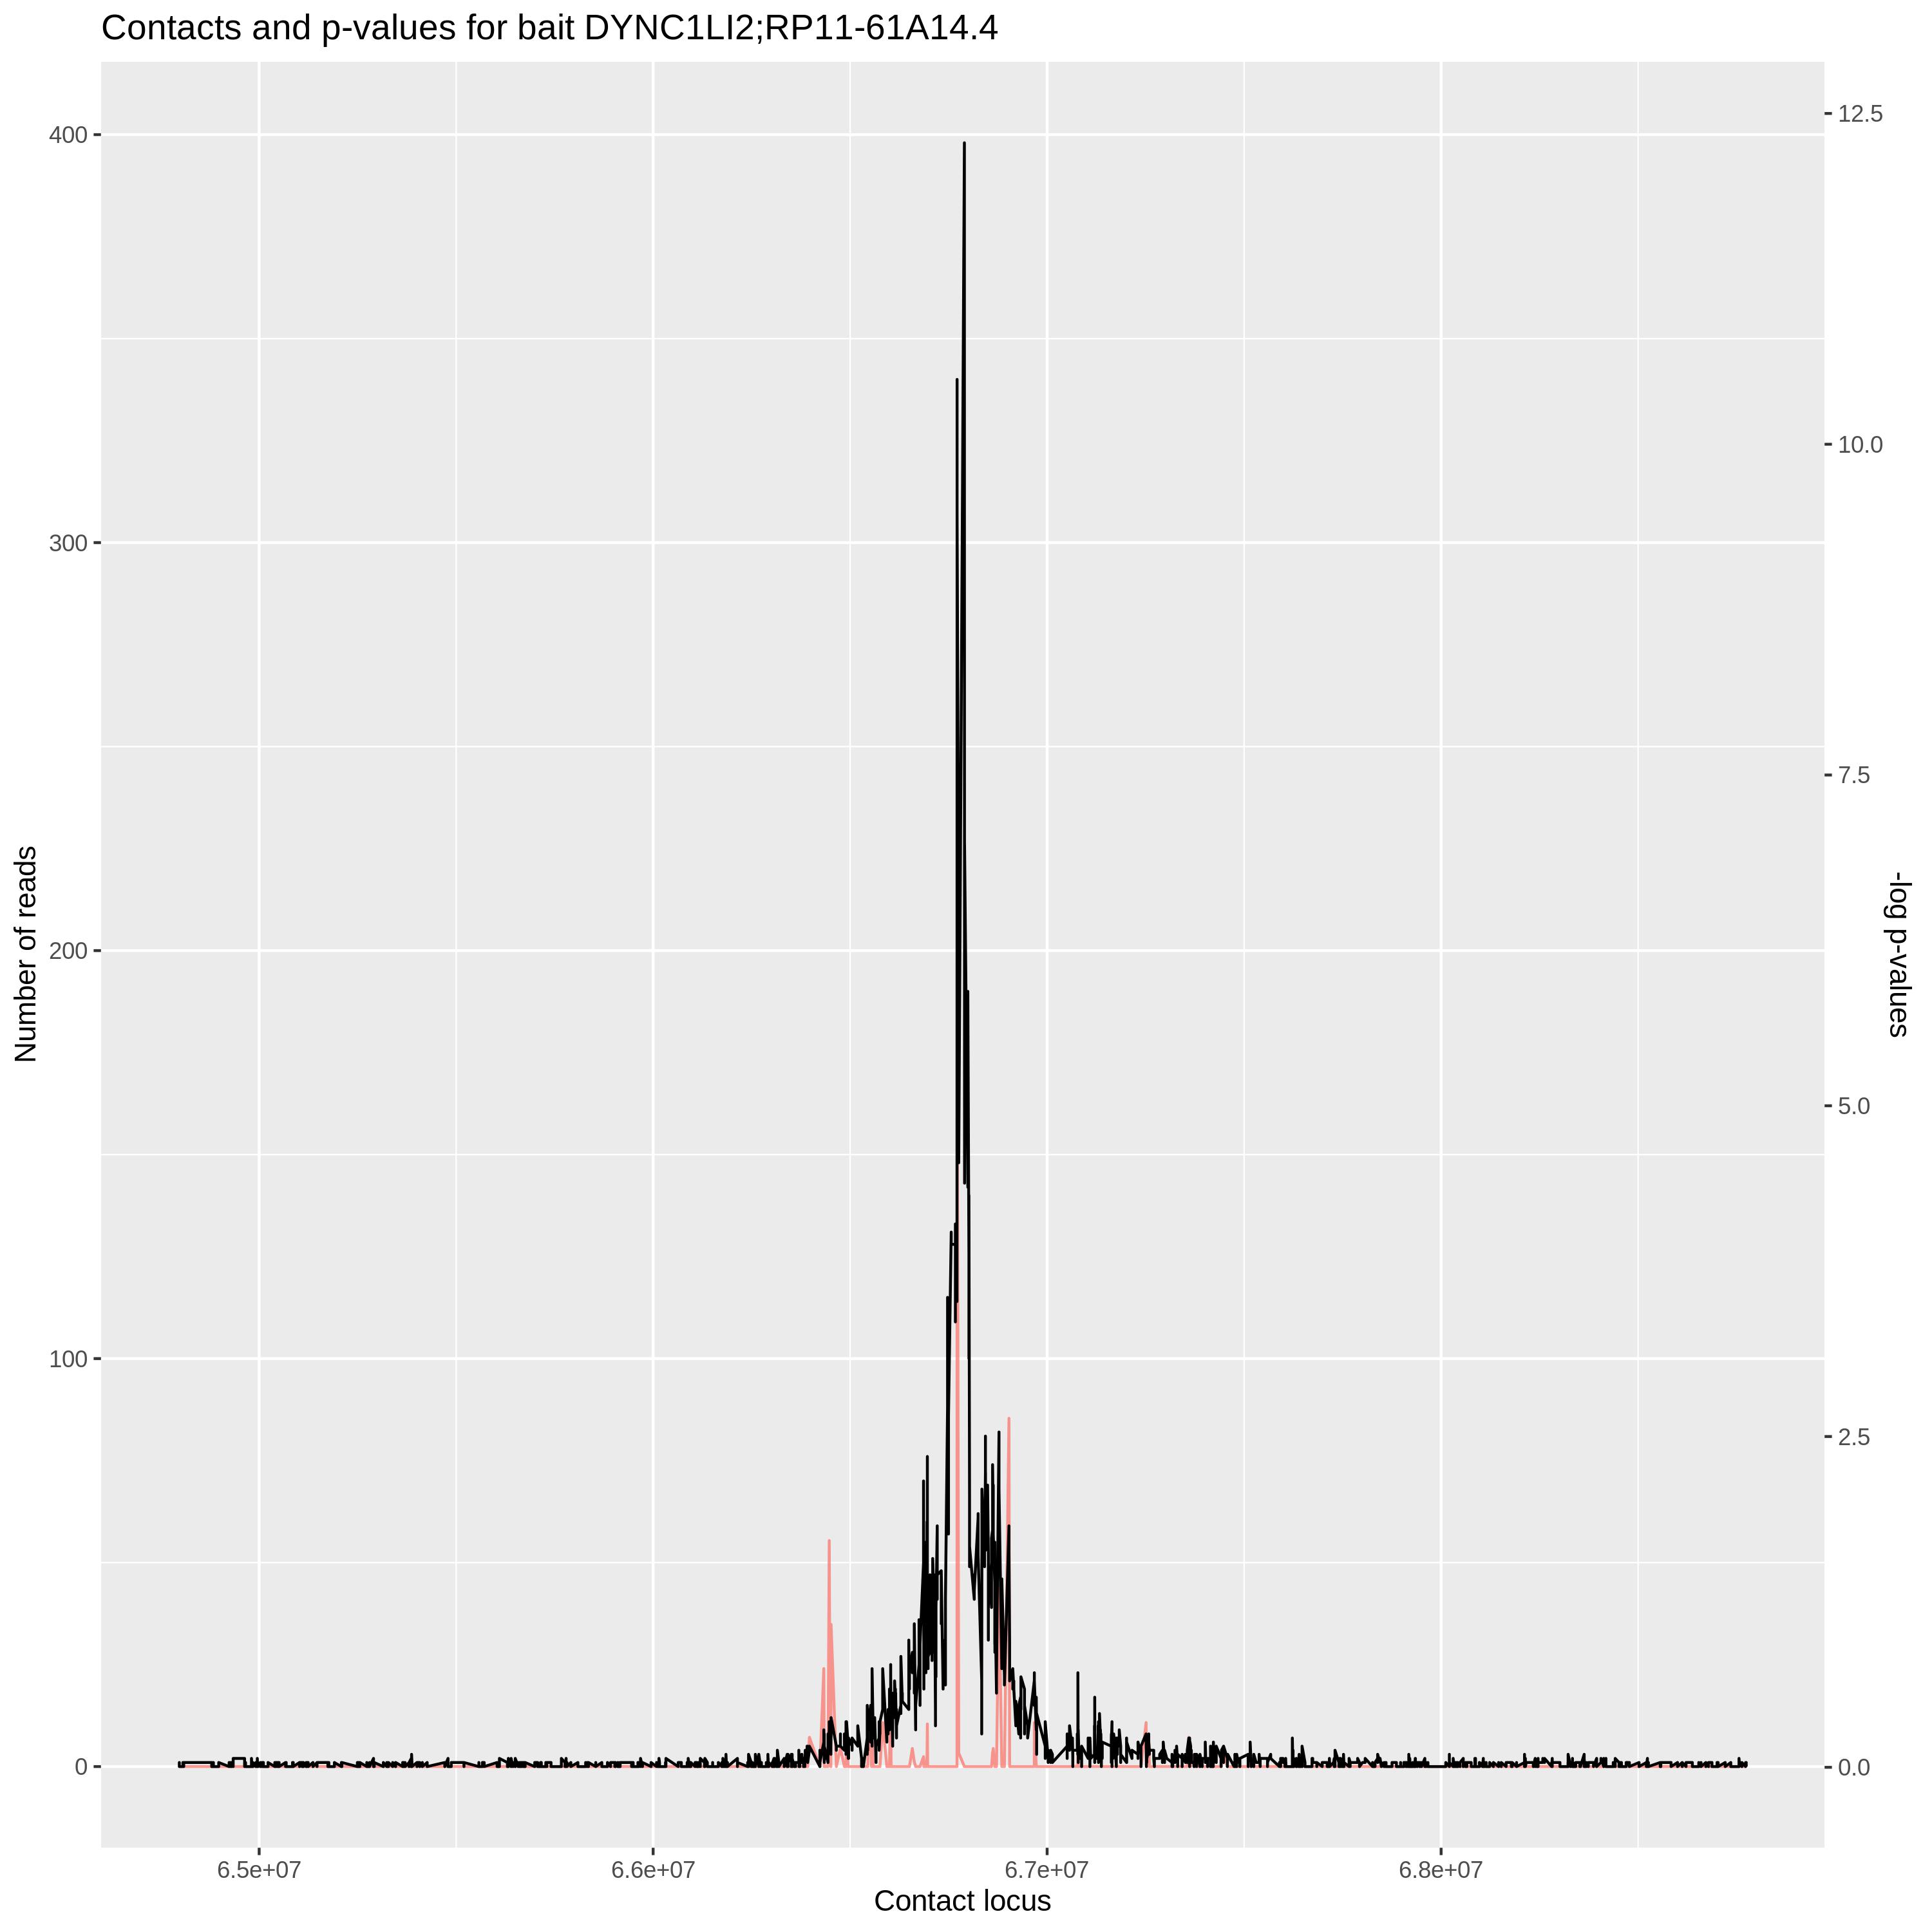 Contacts and p-values for bait DYNC1LI2;RP11-61A14.4
400
300
200
100
0
Number of reads
12.5
10.0
7.5
5.0
2.5
0.0
-log p-values
6.5e+07
6.6e+07
6.7e+07
6.8e+07
Contact locus